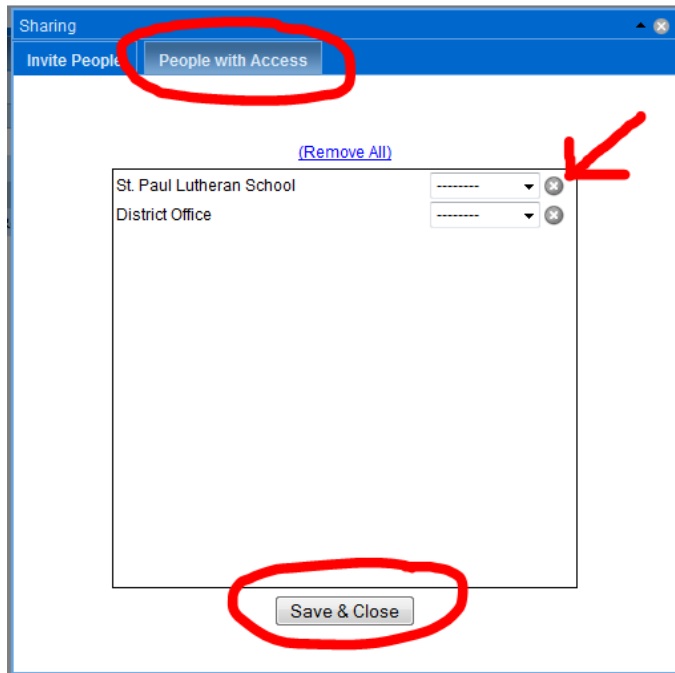 Sharing
Invite People People with Access
(Remove All)
St. Paul Lutheran School --------
District Office --------
Save & Close